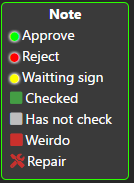 Note
Approve
Reject
Waitting sign
Checked
Has not check
Weirdo
Repair